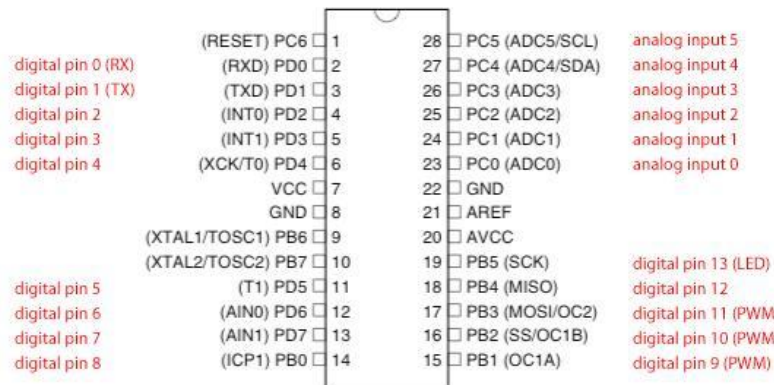 (RESET) PC6 1 28 PC5 (ADC5/SCL) analog input 5
digital pin 0 (RX) (RXD) PD0 2 27 PC4 (ADC4/SDA) analog input 4
digital pin 1 (TX) (TXD) PD1 3 26 PC3 (ADC3) analog input 3
digital pin 2 (INT0) PD2 4 25 PC2 (ADC2) analog input 2
digital pin 3 (INT1) PD3 5 24 PC1 (ADC1) analog input 1
digital pin 4 (XCK/T0) PD4 6 23 PC0 (ADC0) analog input 0
VCC 7 22 GND
GND 8 21 AREF
(XTAL1/TOSC1) PB6 9 20 AVCC
(XTAL2/TOSC2) PB7 10 19 PB5 (SCK) digital pin 13 (LED)
digital pin 5 (T1) PD5 11 18 PB4 (MISO) digital pin 12
digital pin 6 (AIN0) PD6 12 17 PB3 (MOSI/OC2) digital pin 11 (PWM
digital pin 7 (AIN1) PD7 13 16 PB2 (SS/OC1B) digital pin 10 (PWM
digital pin 8 (ICP1) PB0 14 15 PB1 (OC1A) digital pin 9 (PWM)